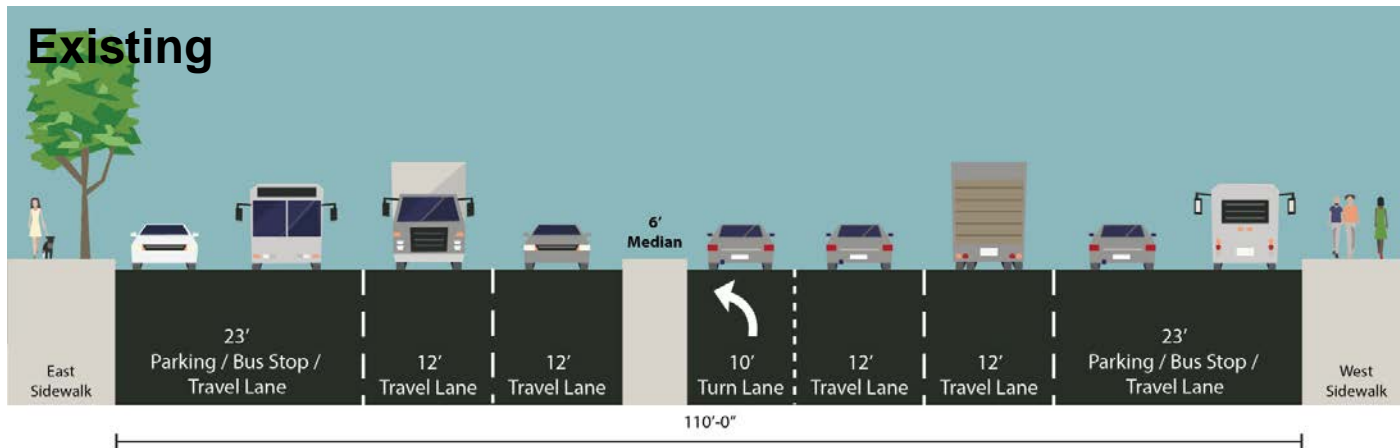 Existing
6′
Median
East
Sidewalk
23′
Parking / Bus Stop /
Travel Lane
12′
Travel Lane
12′
Travel Lane
10′
Turn Lane
12′
Travel Lane
12′
Travel Lane
23′
Parking / Bus Stop /
Travel Lane
West
Sidewalk
110′-0″